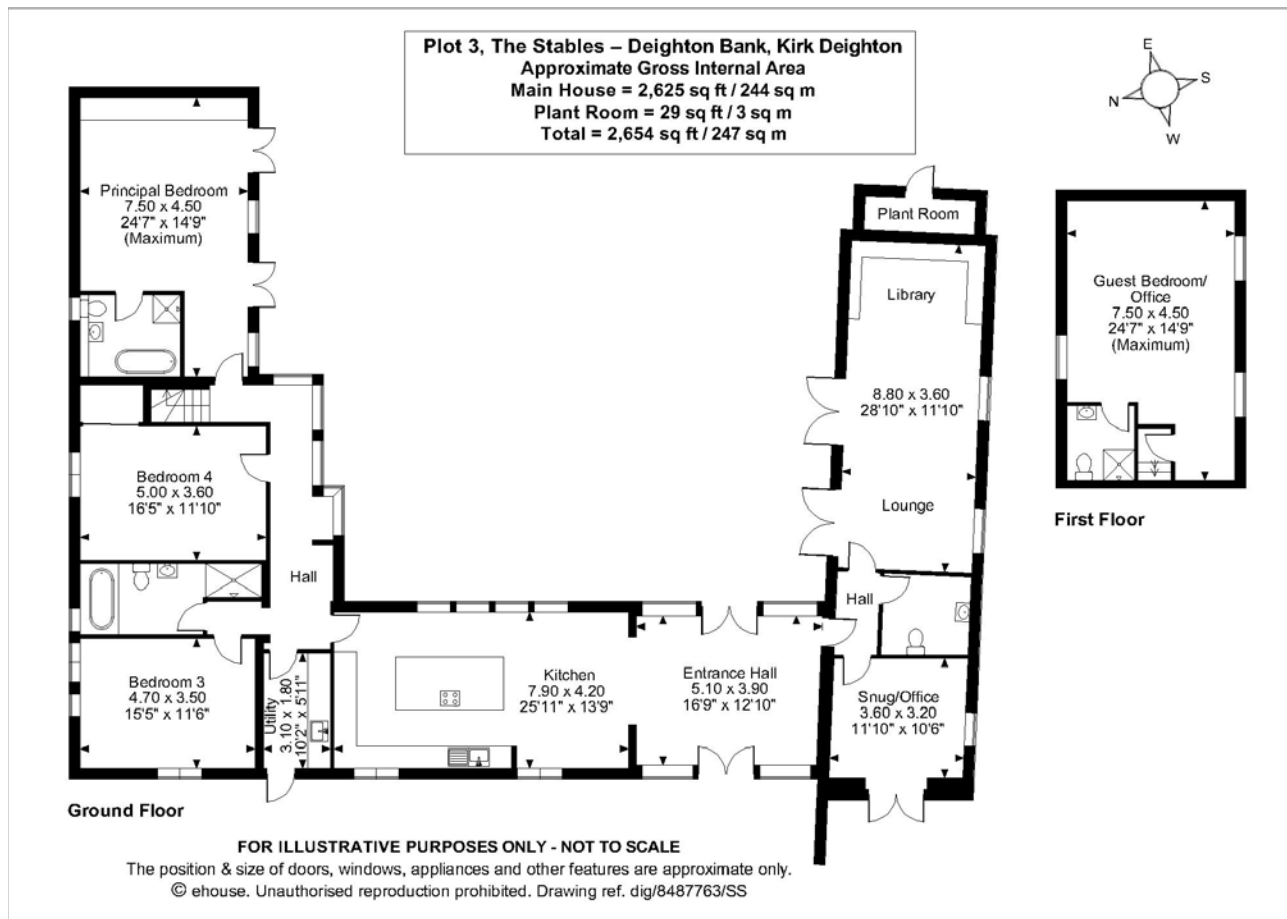 Plot 3, The Stables – Deighton Bank, Kirk Deighton
Approximate Gross Internal Area
Main House = 2,625 sq ft / 244 sq m
Plant Room = 29 sq ft / 3 sq m
Total = 2,654 sq ft / 247 sq m
E
S
N
W
Principal Bedroom
7.50 x 4.50
24'7" x 14'9"
(Maximum)
Plant Room
Library
8.80 x 3.60
28'10" x 11'10"
Lounge
Guest Bedroom/
Office
7.50 x 4.50
24'7" x 14'9"
(Maximum)
First Floor
Bedroom 4
5.00 x 3.60
16'5" x 11'10"
Hall
Hall
Bedroom 3
4.70 x 3.50
15'5" x 11'6"
Utility
3.10 x 1.80
10'2" x 5'11"
Kitchen
7.90 x 4.20
25'11" x 13'9"
Entrance Hall
5.10 x 3.90
16'9" x 12'10"
Snug/Office
3.60 x 3.20
11'10" x 10'6"
Ground Floor
FOR ILLUSTRATIVE PURPOSES ONLY - NOT TO SCALE
The position & size of doors, windows, appliances and other features are approximate only.
© ehouse. Unauthorised reproduction prohibited. Drawing ref. dig/8487763/SS